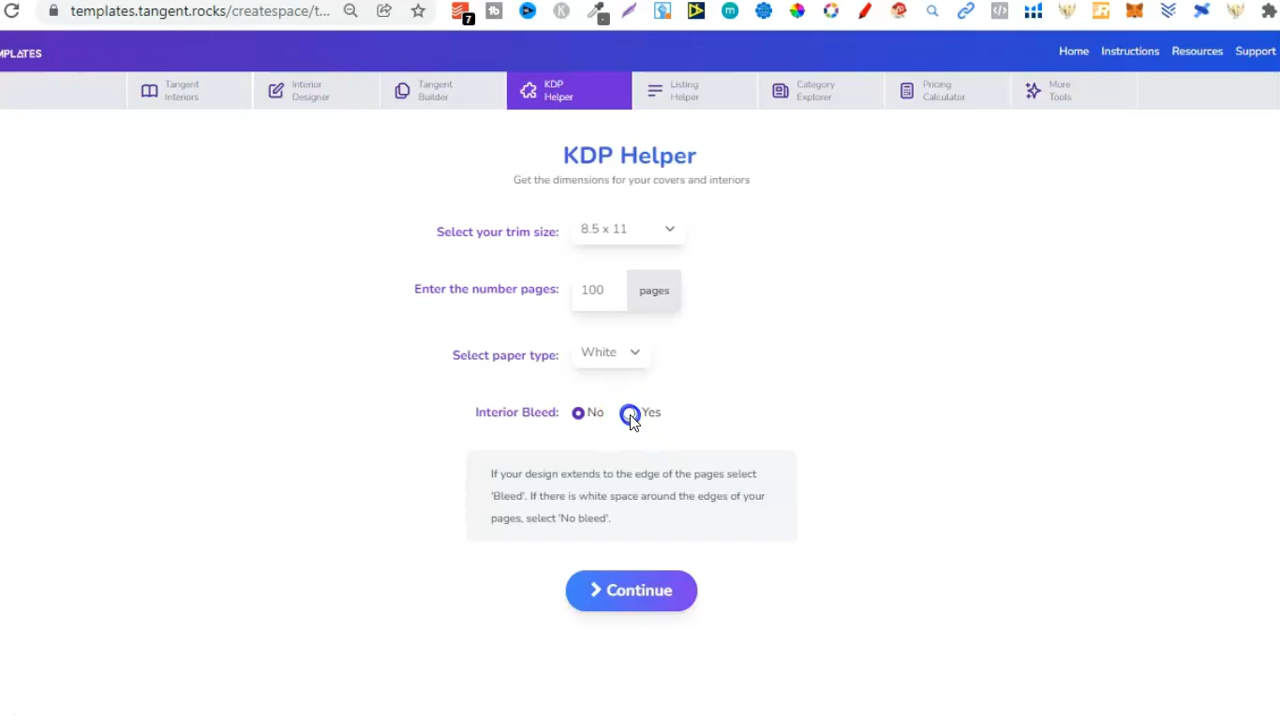 templates.tangent.rocks/createspace/t...
7
MPLATES
Home Instructions Resources Support
Tangent
Interiors
Interior
Designer
Tangent
Builder
KDP
Helper
Listing
Helper
Category
Explorer
Pricing
Calculator
More
Tools
KDP Helper
Get the dimensions for your covers and interiors
Select your trim size: 8.5 x 11
Enter the number pages: 100 pages
Select paper type: White
Interior Bleed: No Yes
If your design extends to the edge of the pages select
'Bleed'. If there is white space around the edges of your
pages, select 'No bleed'.
Continue